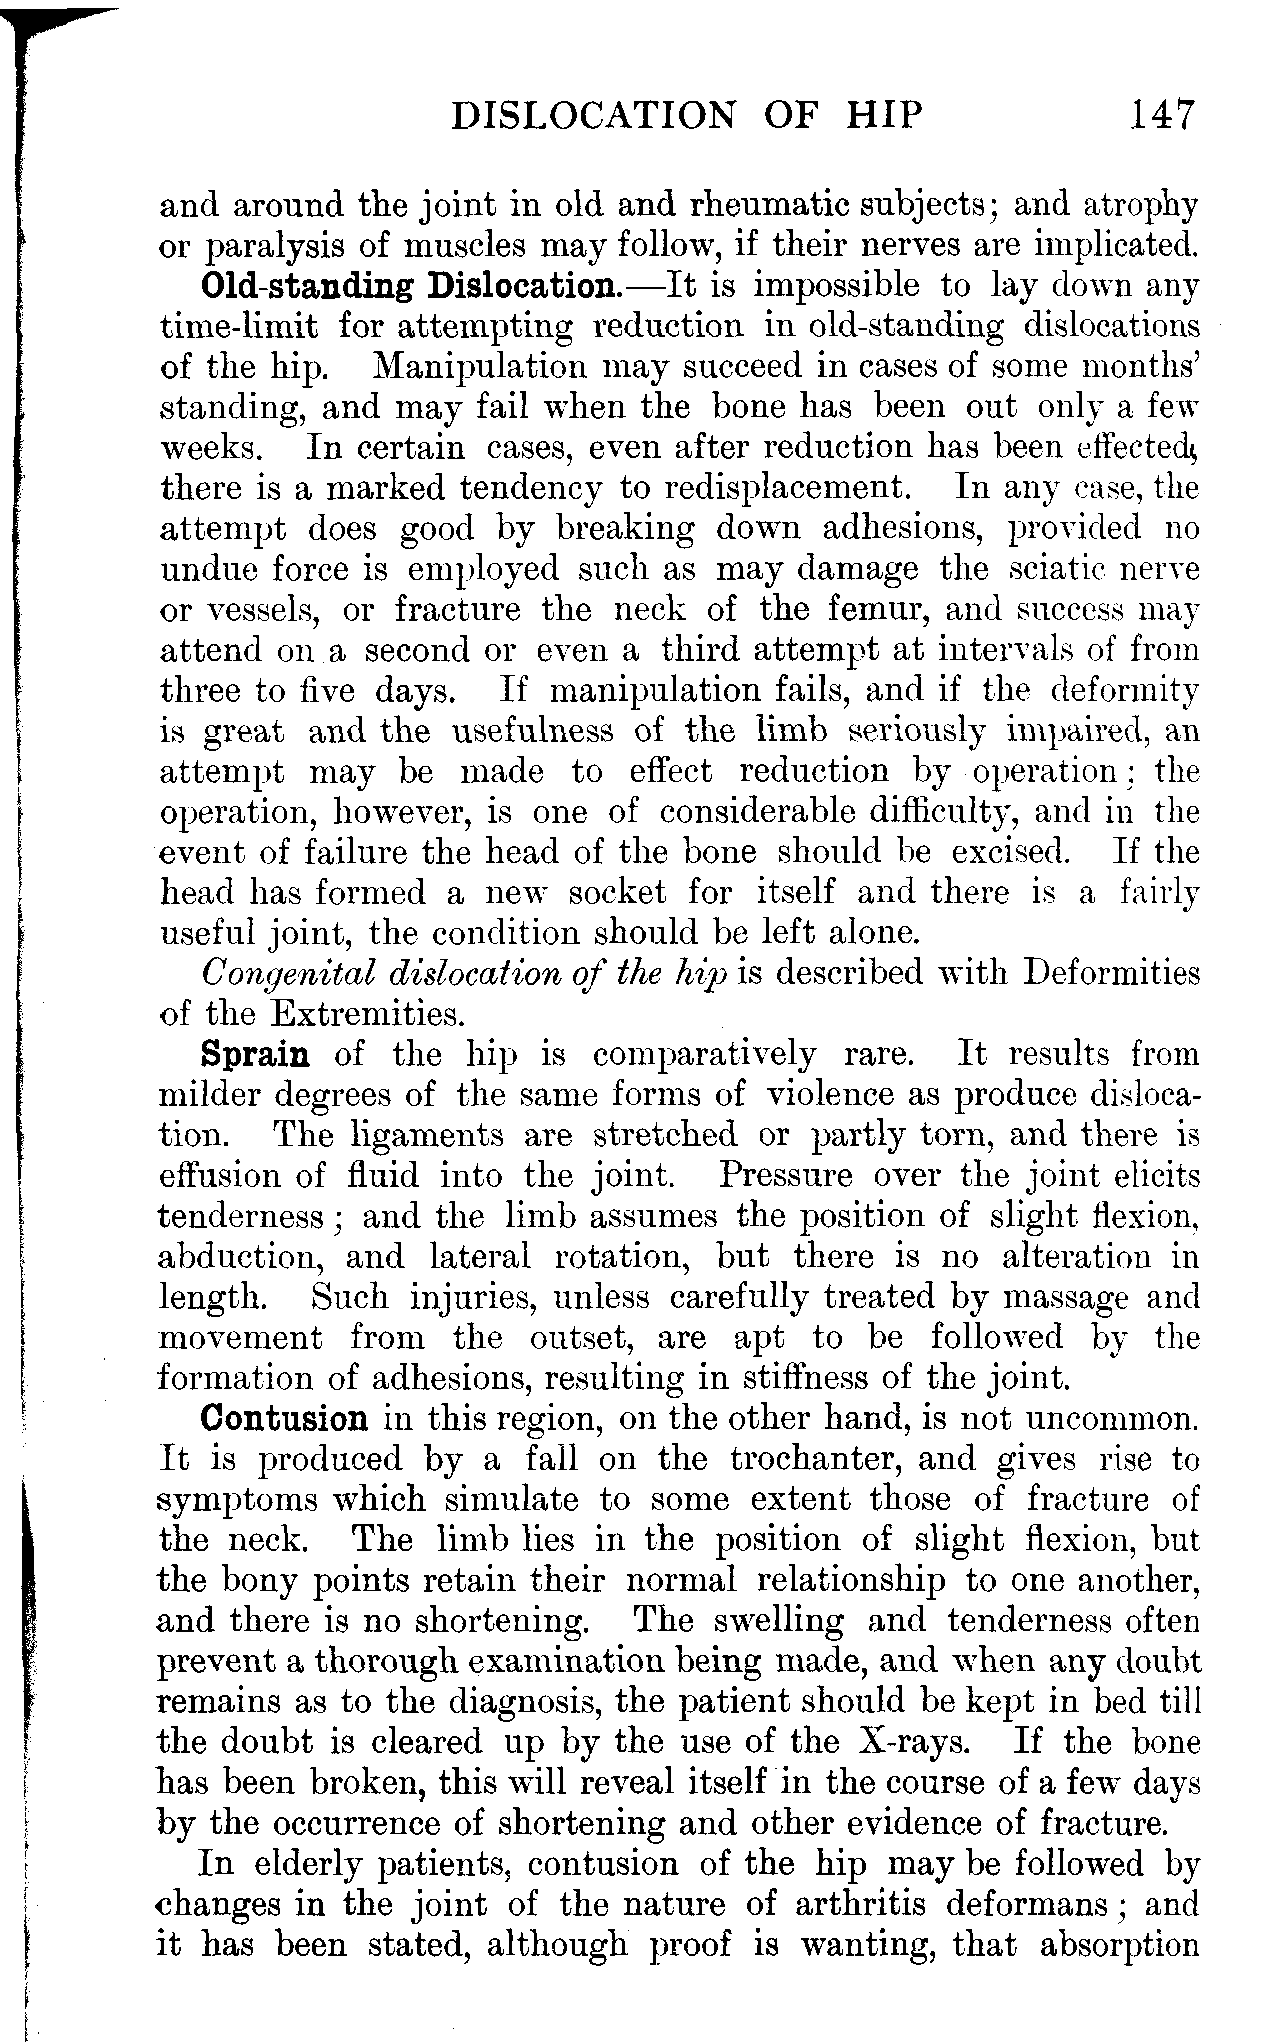 DISLOCATION OF HIP 147
and around the joint in old and rheumatic subjects; and atrophy
or paralysis of muscles may follow, if their nerves are implicated.
Old-standing Dislocation.—It is impossible to lay down any
time-limit for attempting reduction in old-standing dislocations
of the hip. Manipulation may succeed in cases of some months'
standing, and may fail when the bone has been out only a few
weeks. In certain cases, even after reduction has been effected,
there is a marked tendency to redisplacement. In any case, the
attempt does good by breaking down adhesions, provided no
undue force is employed such as may damage the sciatic nerve
or vessels, or fracture the neck of the femur, and success may
attend on a second or even a third attempt at intervals of from
three to five days. If manipulation fails, and if the deformity
is great and the usefulness of the limb seriously impaired, an
attempt may be made to effect reduction by operation; the
operation, however, is one of considerable difficulty, and in the
event of failure the head of the bone should be excised. If the
head has formed a new socket for itself and there is a fairly
useful joint, the condition should be left alone.
Congenital dislocation of the hip is described with Deformities
of the Extremities.
Sprain of the hip is comparatively rare. It results from
milder degrees of the same forms of violence as produce disloca-
tion. The ligaments are stretched or partly torn, and there is
effusion of fluid into the joint. Pressure over the joint elicits
tenderness; and the limb assumes the position of slight flexion,
abduction, and lateral rotation, but there is no alteration in
length. Such injuries, unless carefully treated by massage and
movement from the outset, are apt to be followed by the
formation of adhesions, resulting in stiffness of the joint.
Contusion in this region, on the other hand, is not uncommon.
It is produced by a fall on the trochanter, and gives rise to
symptoms which simulate to some extent those of fracture of
the neck. The limb lies in the position of slight flexion, but
the bony points retain their normal relationship to one another,
and there is no shortening. The swelling and tenderness often
prevent a thorough examination being made, and when any doubt
remains as to the diagnosis, the patient should be kept in bed till
the doubt is cleared up by the use of the X-rays. If the bone
has been broken, this will reveal itself in the course of a few days
by the occurrence of shortening and other evidence of fracture.
In elderly patients, contusion of the hip may be followed by
changes in the joint of the nature of arthritis deformans; and
it has been stated, although proof is wanting, that absorption